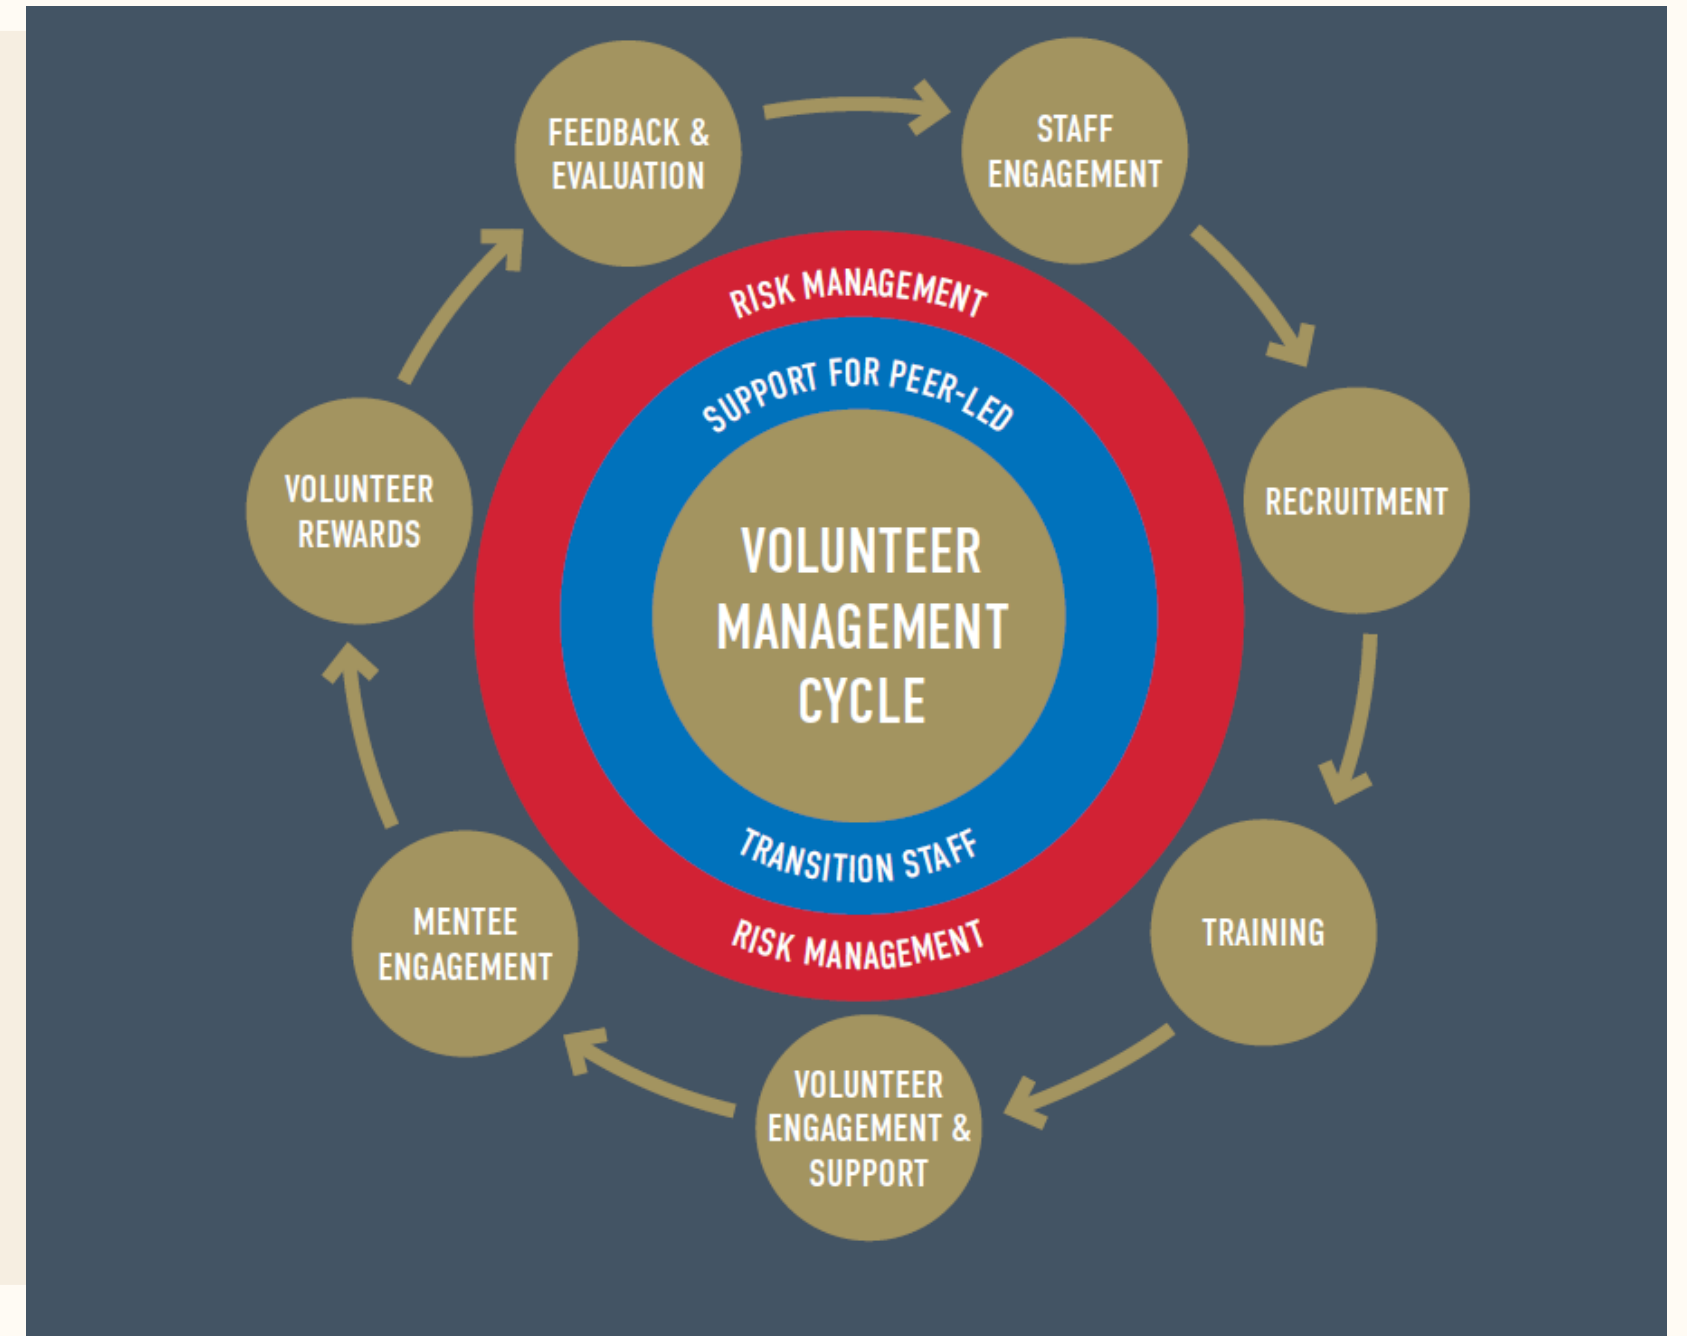 FEEDBACK &
EVALUATION
STAFF
ENGAGEMENT
RECRUITMENT
TRAINING
VOLUNTEER
ENGAGEMENT &
SUPPORT
MENTEE
ENGAGEMENT
VOLUNTEER
REWARDS
RISK MANAGEMENT
SUPPORT FOR PEER-LED
VOLUNTEER
MANAGEMENT
CYCLE
TRANSITION STAFF
RISK MANAGEMENT